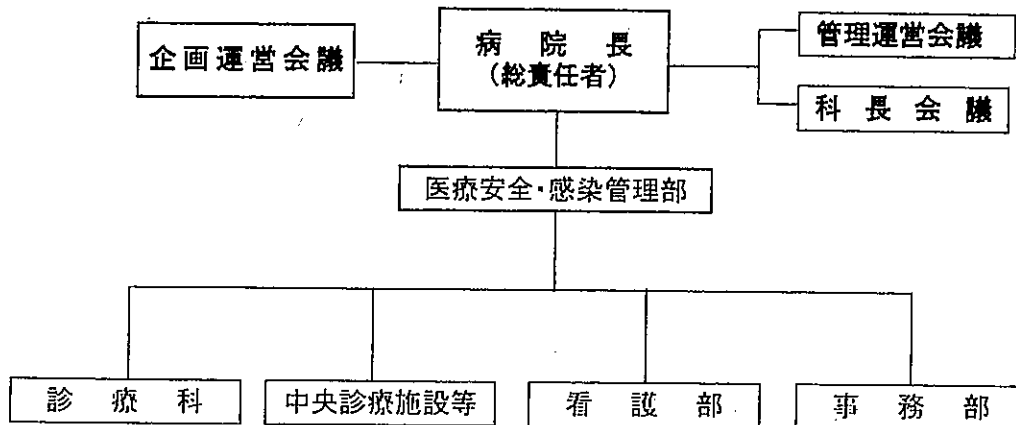 企画運営会議
病院長
(総責任者)
管理運営会議
科長会議
医療安全・感染管理部
診療科
中央診療施設等
看護部
事務部